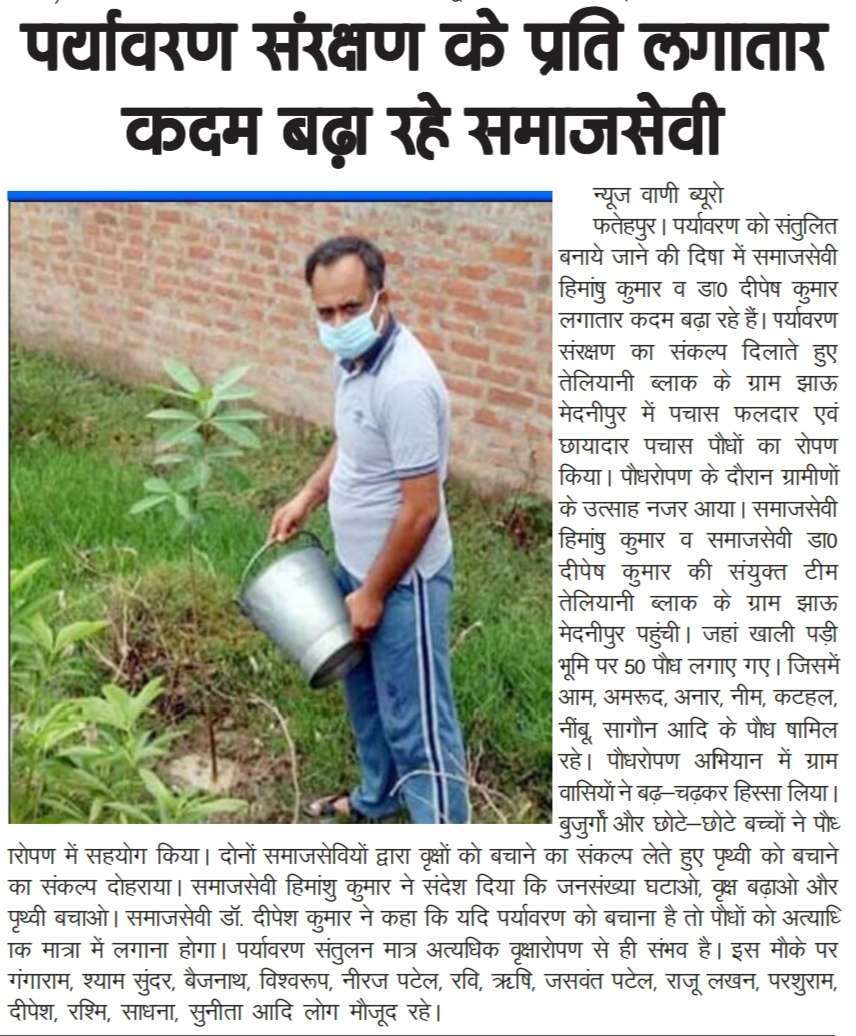 पर्यावरण संरक्षण के प्रति लगातार
कदम बढ़ा रहे समाजसेवी
न्यूज वाणी ब्यूरो
फतेहपुर। पर्यावरण को संतुलित
बनाये जाने की दिषा में समाजसेवी
हिमांषु कुमार व डा0 दीपेष कुमार
लगातार कदम बढ़ा रहे हैं। पर्यावरण
संरक्षण का संकल्प दिलाते हुए
तेलियानी ब्लाक के ग्राम झाऊ
मेदनीपुर में पचास फलदार एवं
छायादार पचास पौधों का रोपण
किया। पौधरोपण के दौरान ग्रामीणों
के उत्साह नजर आया। समाजसेवी
हिमांषु कुमार व समाजसेवी डा0
दीपेष कुमार की संयुक्त टीम
तेलियानी ब्लाक के ग्राम झाऊ
मेदनीपुर पहुंची। जहां खाली पड़ी
भूमि पर 50 पौध लगाए गए। जिसमें
आम, अमरूद, अनार, नीम, कटहल,
नींबू, सागौन आदि के पौध षामिल
रहे। पौधरोपण अभियान में ग्राम
वासियों ने बढ़–चढ़कर हिस्सा लिया।
बुजुर्गों और छोटे–छोटे बच्चों ने पौध
ारोपण में सहयोग किया। दोनों समाजसेवियों द्वारा वृक्षों को बचाने का संकल्प लेते हुए पृथ्वी को बचाने
का संकल्प दोहराया। समाजसेवी हिमांशु कुमार ने संदेश दिया कि जनसंख्या घटाओ, वृक्ष बढ़ाओ और
पृथ्वी बचाओ। समाजसेवी डॉ. दीपेश कुमार ने कहा कि यदि पर्यावरण को बचाना है तो पौधों को अत्याधि
ाक मात्रा में लगाना होगा। पर्यावरण संतुलन मात्र अत्यधिक वृक्षारोपण से ही संभव है। इस मौके पर
गंगाराम, श्याम सुंदर, बैजनाथ, विश्वरूप, नीरज पटेल, रवि, ऋषि, जसवंत पटेल, राजू लखन, परशुराम,
दीपेश, रश्मि, साधना, सुनीता आदि लोग मौजूद रहे।